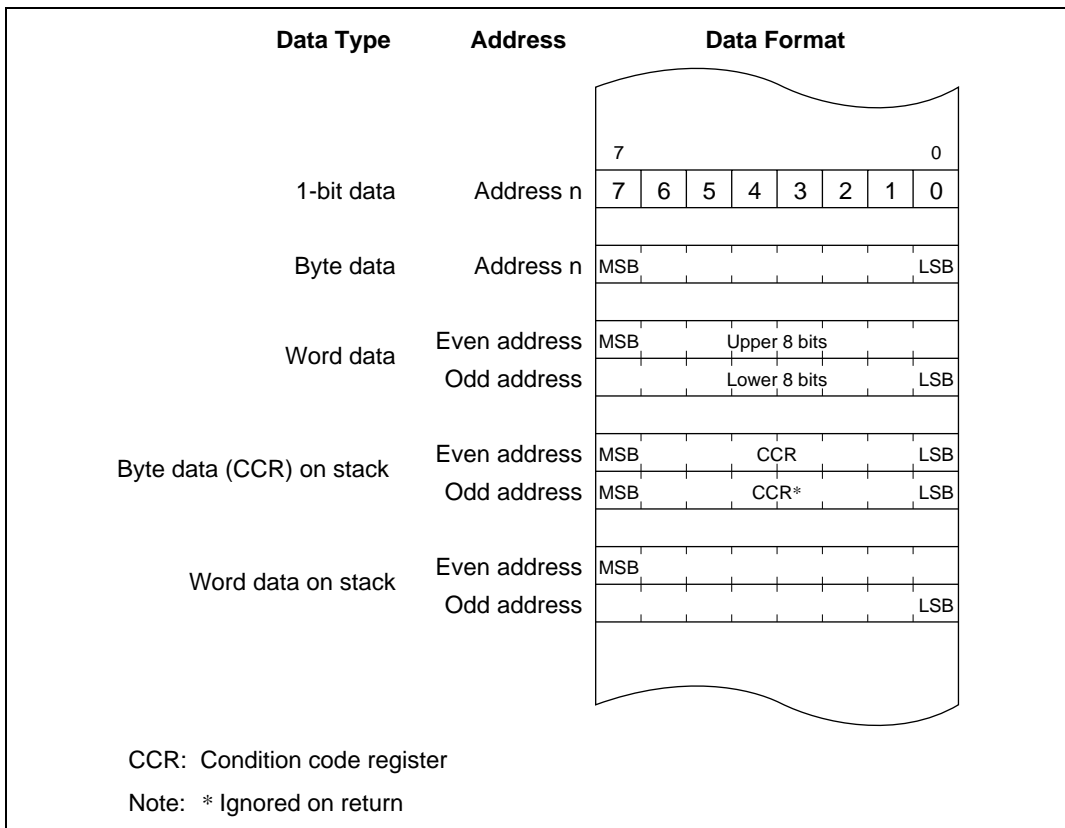 Data Type Address Data Format
7 0
1-bit data Address n 7 6 5 4 3 2 1 0
Byte data Address n MSB LSB
Word data
Even address MSB Upper 8 bits
Odd address Lower 8 bits LSB
Byte data (CCR) on stack
Even address MSB CCR LSB
Odd address MSB CCR* LSB
Word data on stack
Even address MSB
Odd address LSB
CCR: Condition code register
Note: * Ignored on return